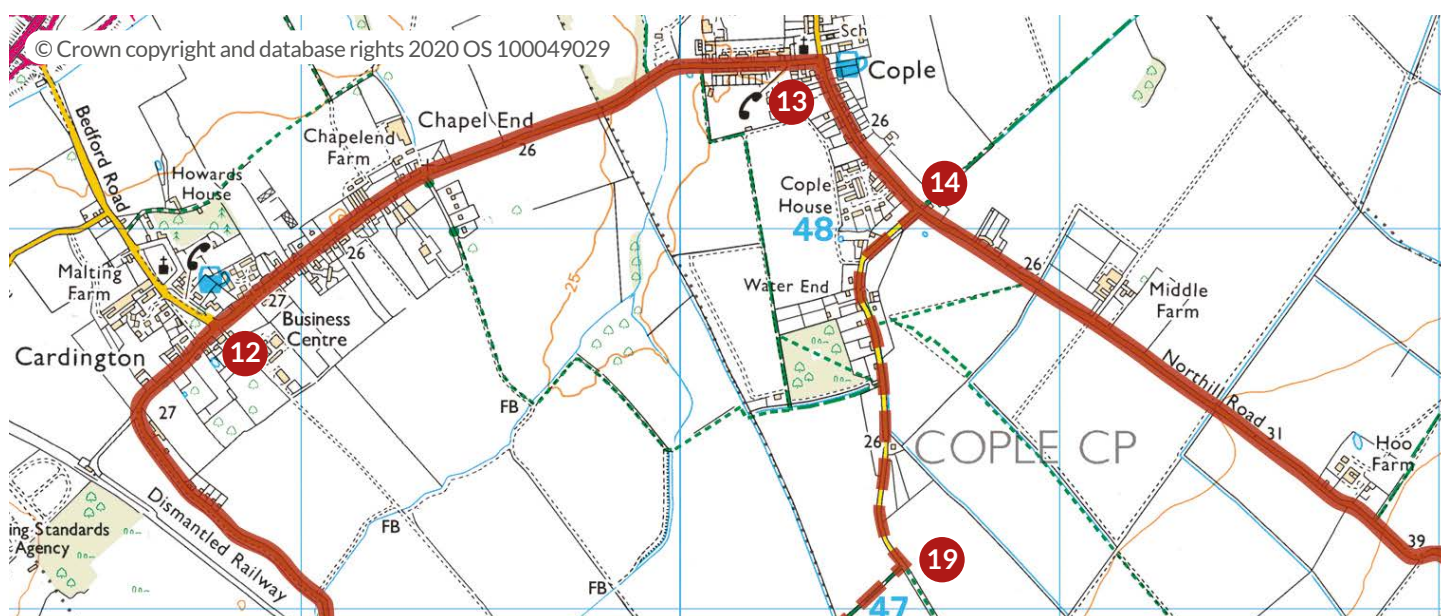 © Crown copyright and database rights 2020 OS 100049029
Sch
Cople
13
Bedford Road
Chapel End
26
26
Chapelend
Farm
Howards
House
14
Cople
House
48
26
Malting
Farm
26
Water End
Middle
Farm
27
25
Business
Centre
12
Cardington
Northill Road
27
FB
31
26
COPLE CP
Hoo
Farm
Dismantled Railway
ing Standards
Agency
FB
39
19
FB
47